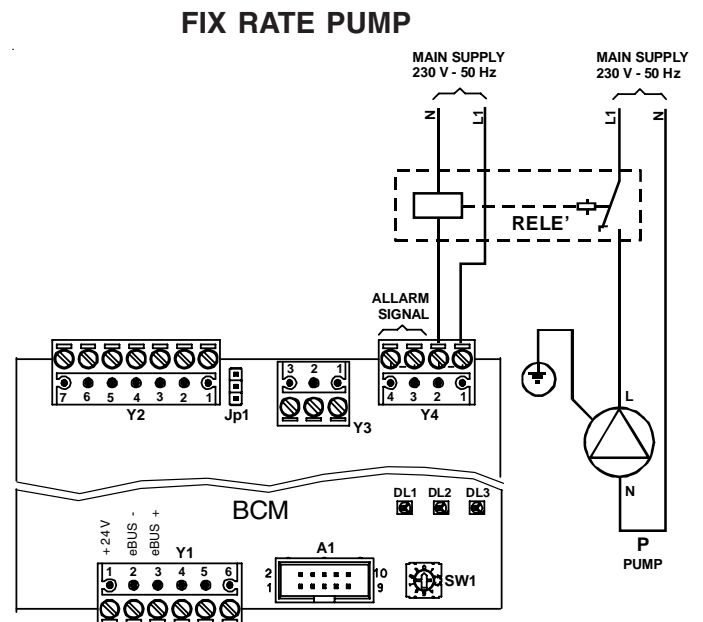 FIX RATE PUMP
MAIN SUPPLY
230 V - 50 Hz
MAIN SUPPLY
230 V - 50 Hz
N
L1
L1
N
RELE’
ALLARM
SIGNAL
7 6 5 4 3 2 1
Y2
Jp1
3 2 1
Y3
4 3 2 1
Y4
L
N
P
PUMP
BCM
DL1 DL2 DL3
+24V
eBUS -
eBUS +
Y1
1 2 3 4 5 6
A1
2 10
1 9
SW1